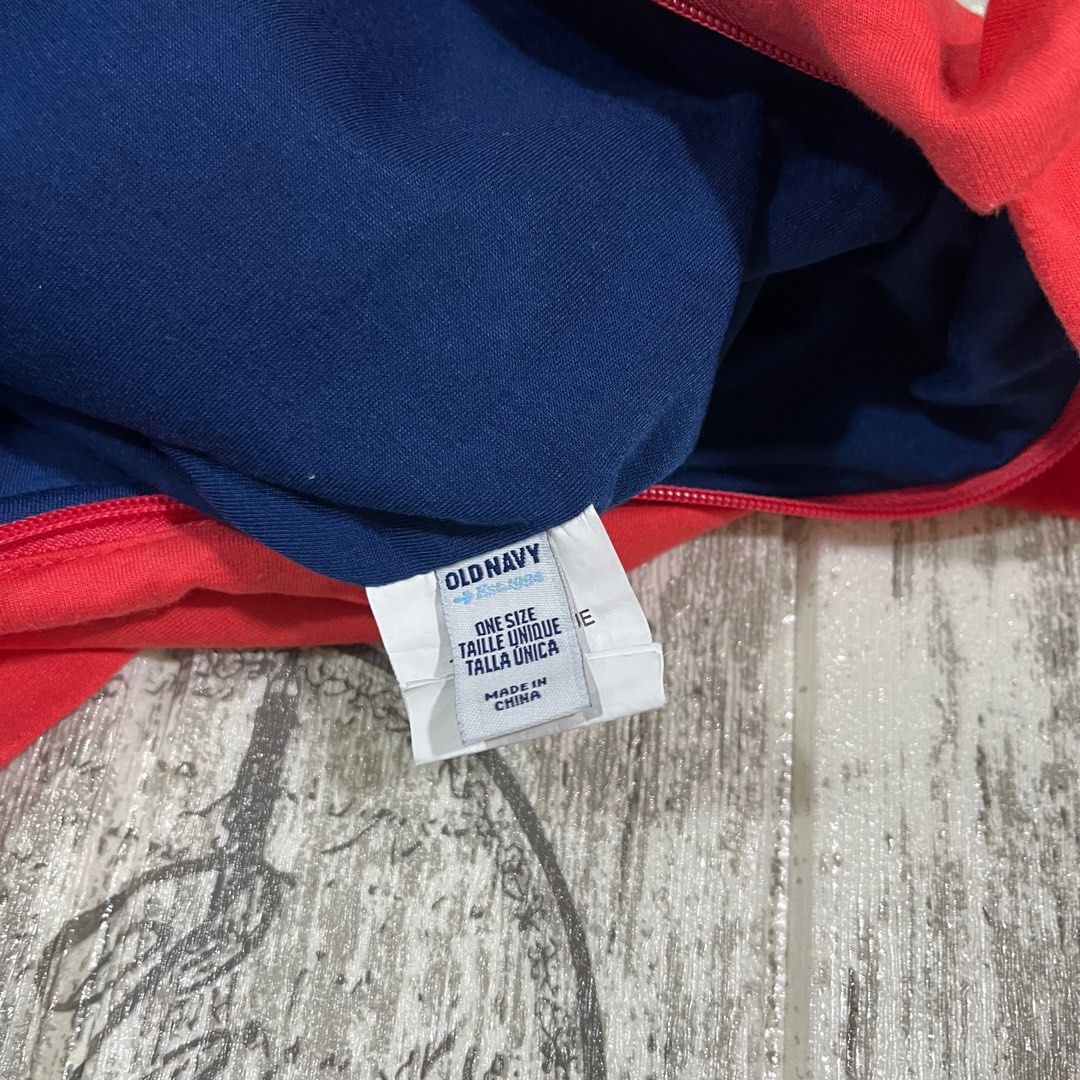 OLD NAVY
Est. 1994
ONE SIZE
TAILLE UNIQUE
TALLA ÚNICA
MADE IN
CHINA